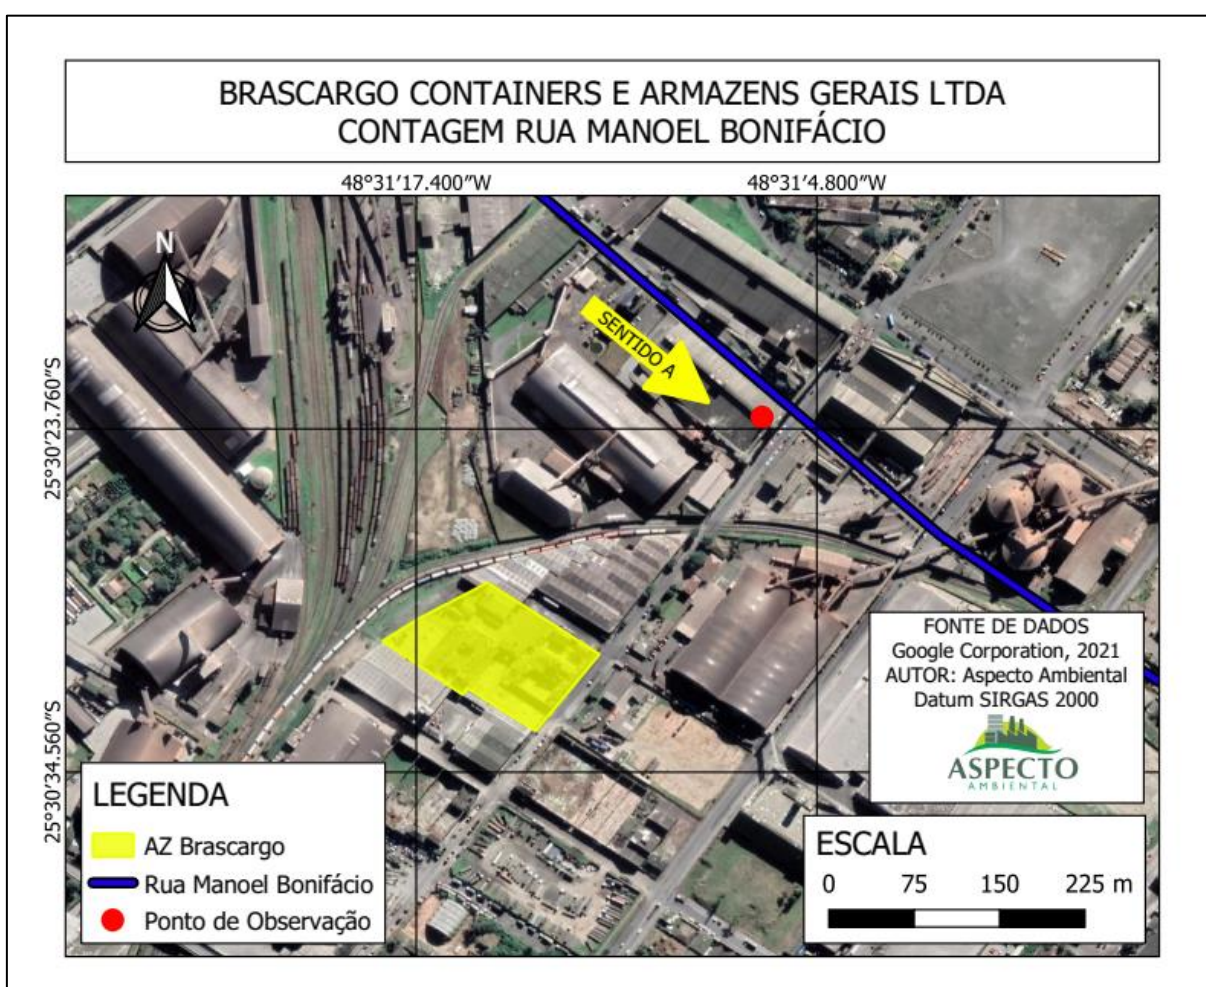 BRASCARGO CONTAINERS E ARMAZENS GERAIS LTDA
CONTAGEM RUA MANOEL BONIFÁCIO
48°31′17.400″W
48°31′4.800″W
N
SENTIDO A
25°30′23.760″S
25°30′34.560″S
FONTE DE DADOS
Google Corporation, 2021
AUTOR: Aspecto Ambiental
Datum SIRGAS 2000
ASPECTO
AMBIENTAL
LEGENDA
AZ Brascargo
Rua Manoel Bonifácio
Ponto de Observação
ESCALA
0 75 150 225 m